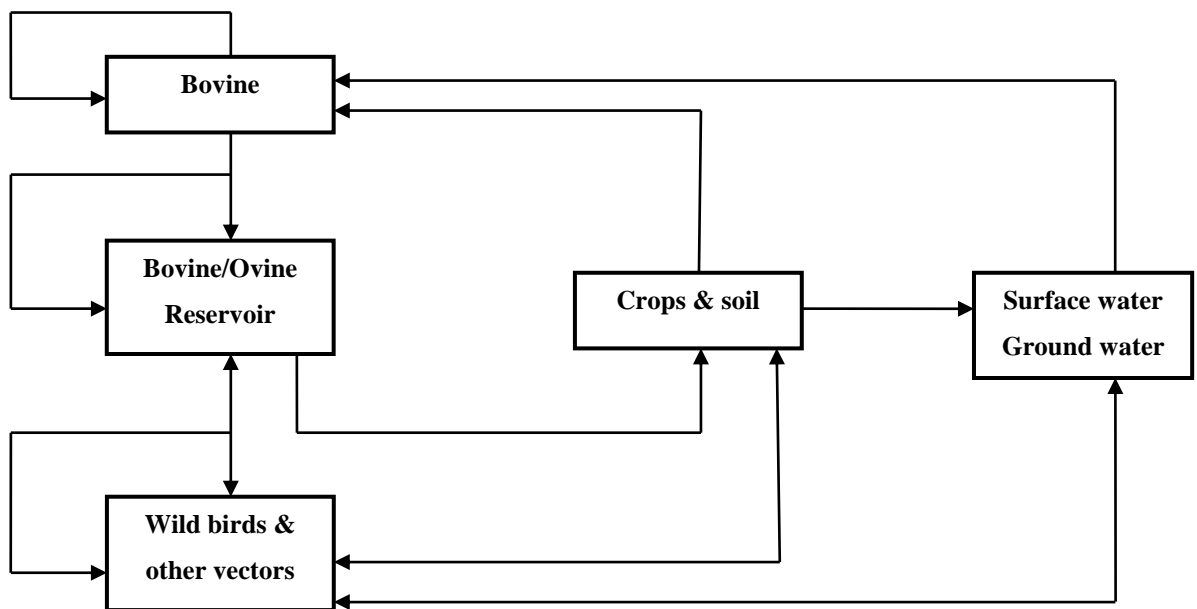 Bovine
Bovine/Ovine
Reservoir
Crops & soil
Surface water
Ground water
Wild birds &
other vectors